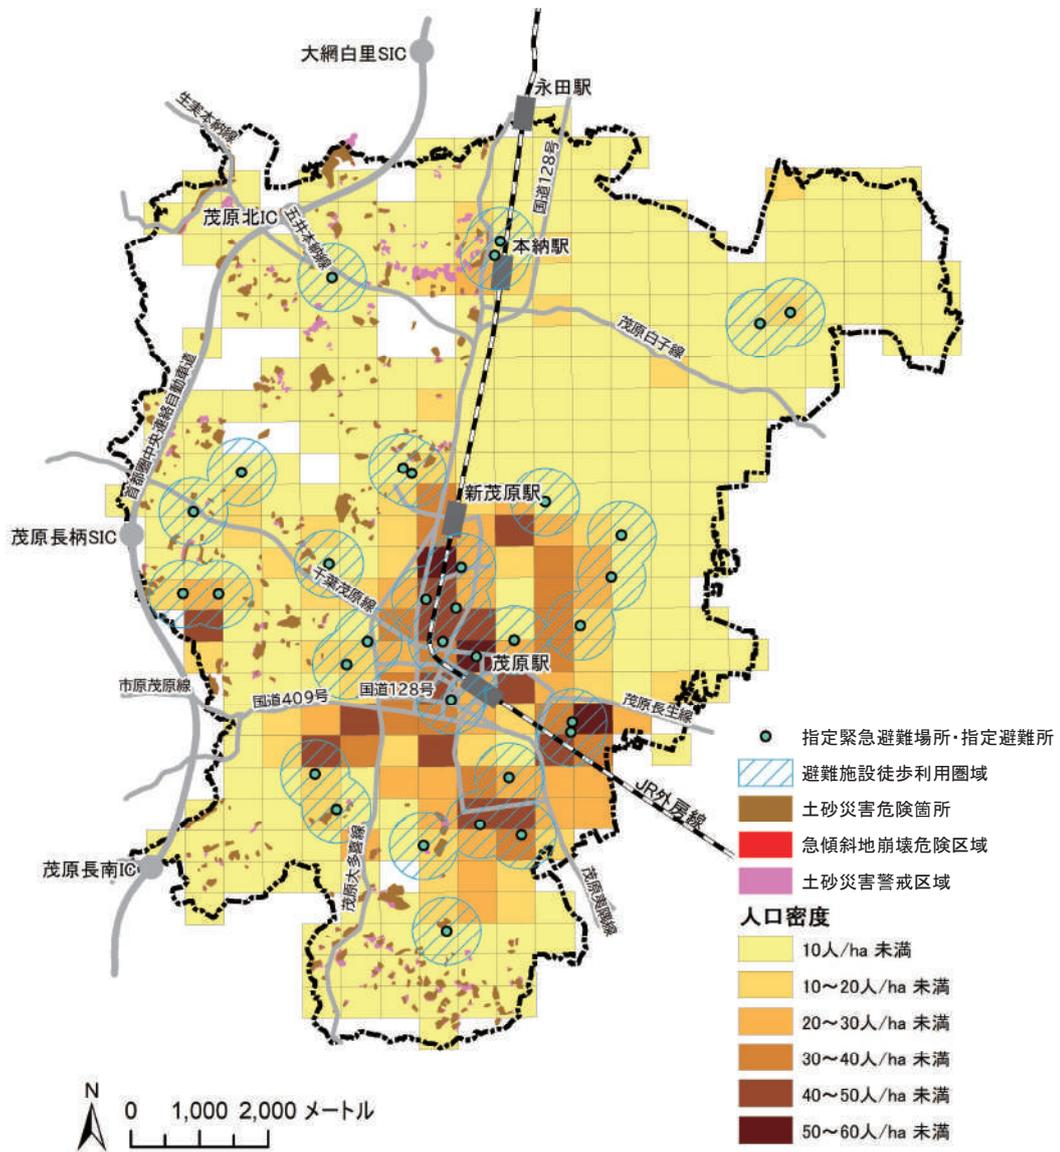 大網白里SIC
永田駅
生実本納線
国道128号
茂原北IC
五井本納線
本納駅
茂原白子線
首都圏中央連絡自動車道
新茂原駅
茂原長柄SIC
千葉茂原線
茂原駅
市原茂原線
国道409号
国道128号
茂原長生線
JR外房線
茂原長南IC
茂原大多喜線
茂原夷隅線
指定緊急避難場所・指定避難所
避難施設徒歩利用圏域
土砂災害危険箇所
急傾斜地崩壊危険区域
土砂災害警戒区域
人口密度
10人/ha 未満
10～20人/ha 未満
20～30人/ha 未満
30～40人/ha 未満
40～50人/ha 未満
50～60人/ha 未満
N
0 1,000 2,000 メートル